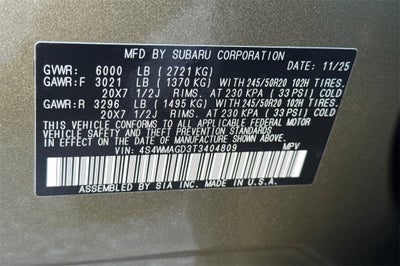 MFD BY SUBARU CORPORATION
DATE 11/25
GVWR: 6000 LB (2721 KG)
GAWR:F 3021 LB (1370 KG) WITH 245/50R20 102H TIRES.
20X7 1/2J RIMS. AT 230 KPA (33 PSI) COLD
GAWR:R 3296 LB (1495 KG) WITH 245/50R20 102H TIRES.
20X7 1/2J RIMS. AT 230 KPA (33 PSI) COLD
THIS VEHICLE CONFORMS TO ALL APPLICABLE FEDERAL
MOTOR VEHICLE SAFETY AND THEFT PREVENTION STANDARDS
IN EFFECT ON THE DATE OF MANUFACTURE SHOWN ABOVE.
VIN: 4S4WMAGD3T3404809 MPV
ASSEMBLED BY SIA INC. MADE IN U.S.A.